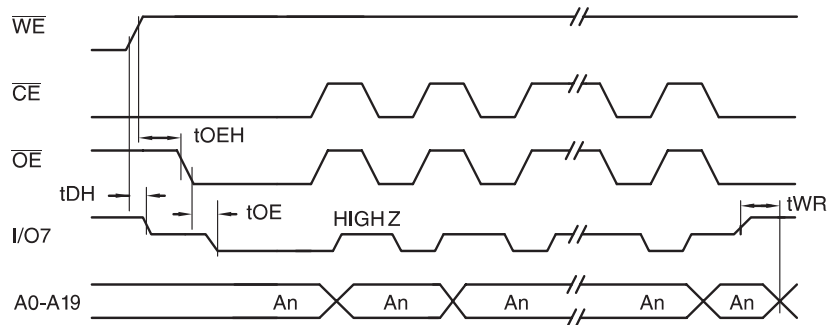 WE
CE
tOEH
OE
tDH
tOE
HIGH Z
tWR
I/O7
A0-A19
An An An An An